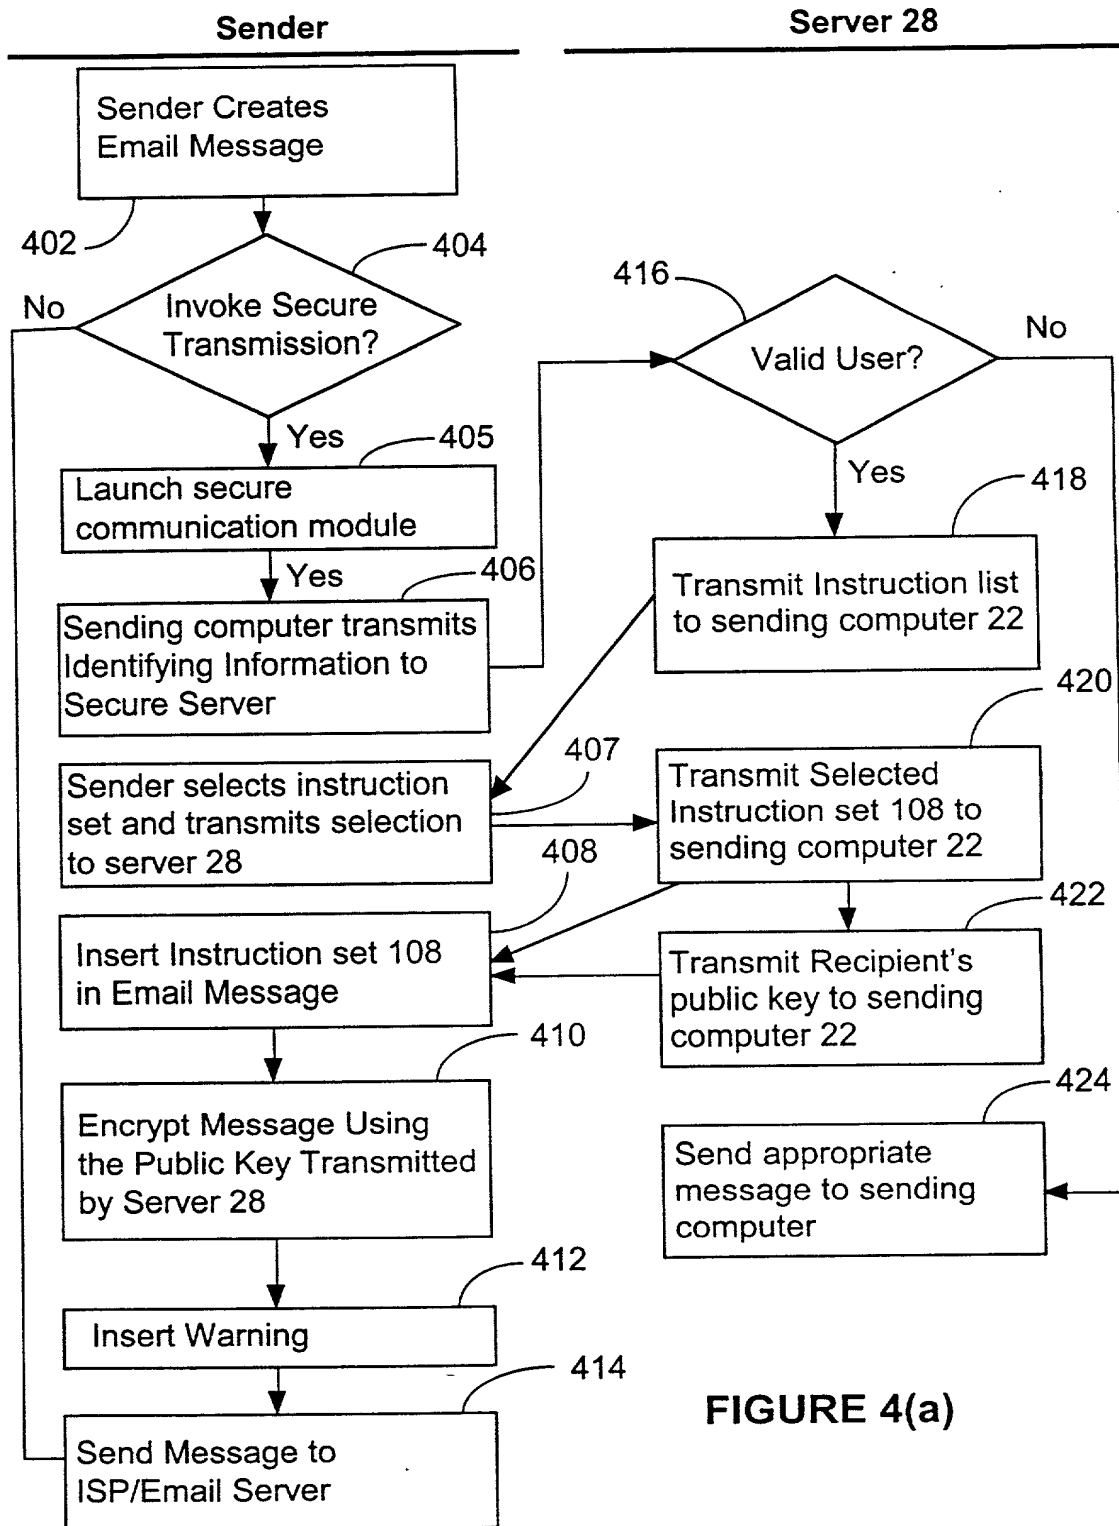 Sender
Server 28
Sender Creates
Email Message
402
404
No
Invoke Secure
Transmission?
416
Valid User?
No
Yes
405
Launch secure
communication module
Yes
406
Sending computer transmits
Identifying Information to
Secure Server
Yes
418
Transmit Instruction list
to sending computer 22
407
Sender selects instruction
set and transmits selection
to server 28
420
Transmit Selected
Instruction set 108 to
sending computer 22
408
Insert Instruction set 108
in Email Message
422
Transmit Recipient's
public key to sending
computer 22
410
Encrypt Message Using
the Public Key Transmitted
by Server 28
424
Send appropriate
message to sending
computer
412
Insert Warning
414
Send Message to
ISP/Email Server
FIGURE 4(a)